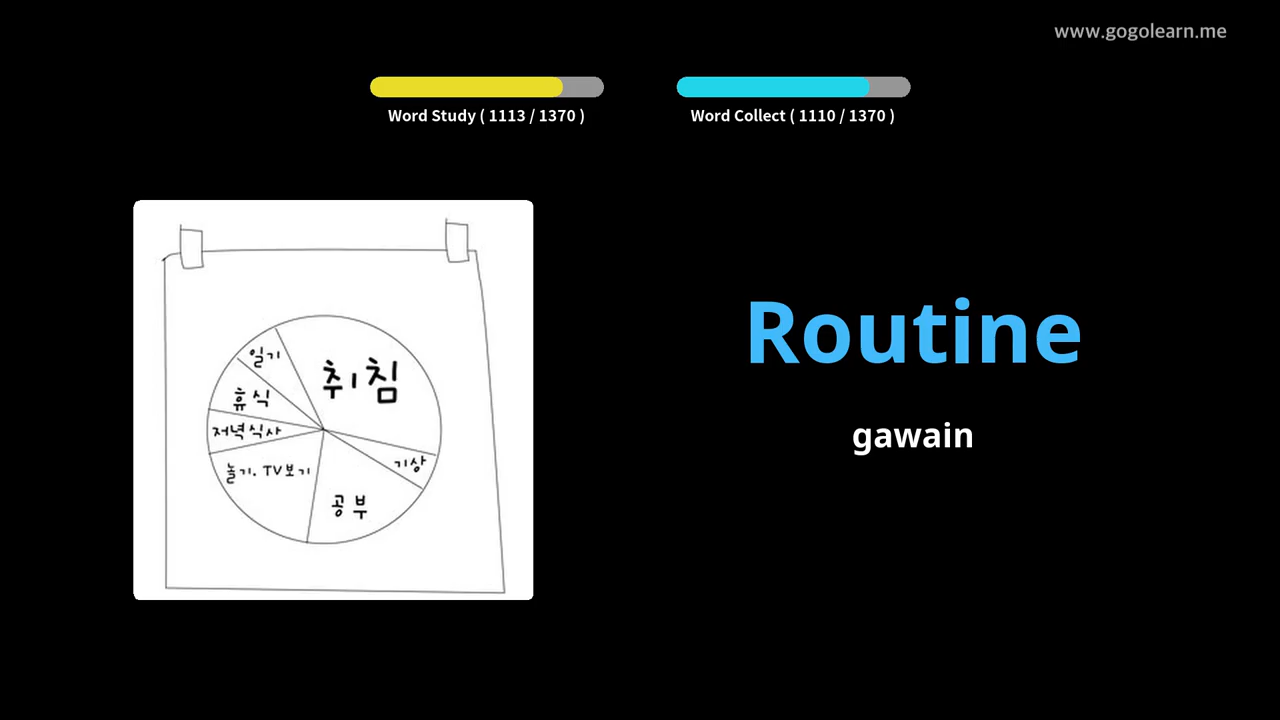 www.gogolearn.me
Word Study ( 1113 / 1370 )
Word Collect ( 1110 / 1370 )
일기
취침
휴식
저녁식사
놀기. TV보기
기상
공부
Routine
gawain